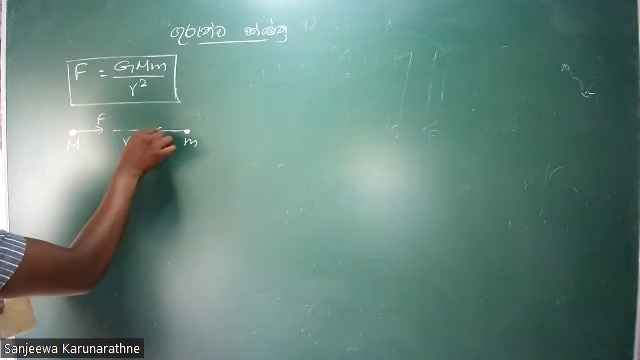 ගුරුත්ව ක්ෂේත්‍ර
F = GMm / r²
F
M r m
Sanjeewa Karunarathne